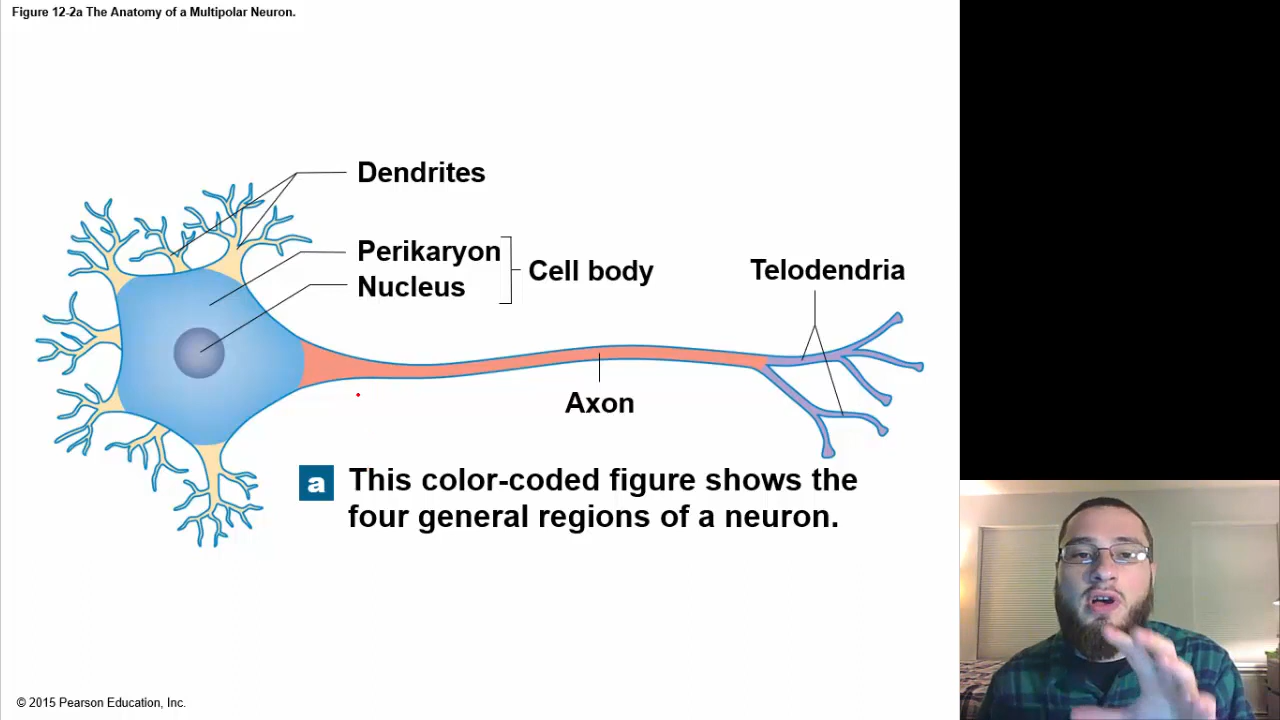 Figure 12-2a The Anatomy of a Multipolar Neuron.
Dendrites
Perikaryon
Nucleus
Cell body
Telodendria
Axon
a
This color-coded figure shows the
four general regions of a neuron.
© 2015 Pearson Education, Inc.